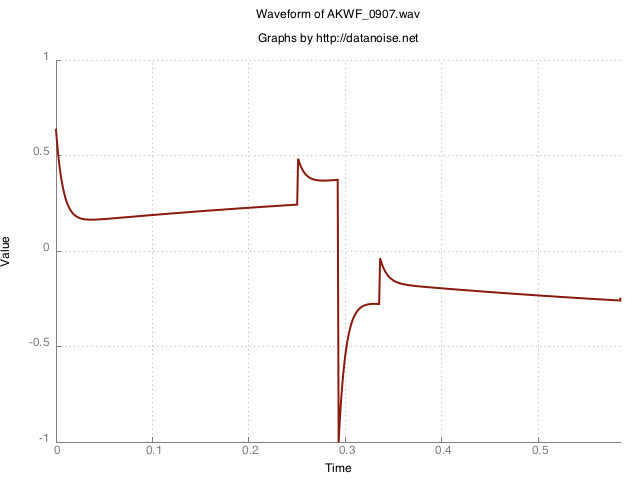 Waveform of AKWF_0907.wav
Graphs by http://datanoise.net
1
0.5
0
-0.5
-1
Value
0 0.1 0.2 0.3 0.4 0.5
Time